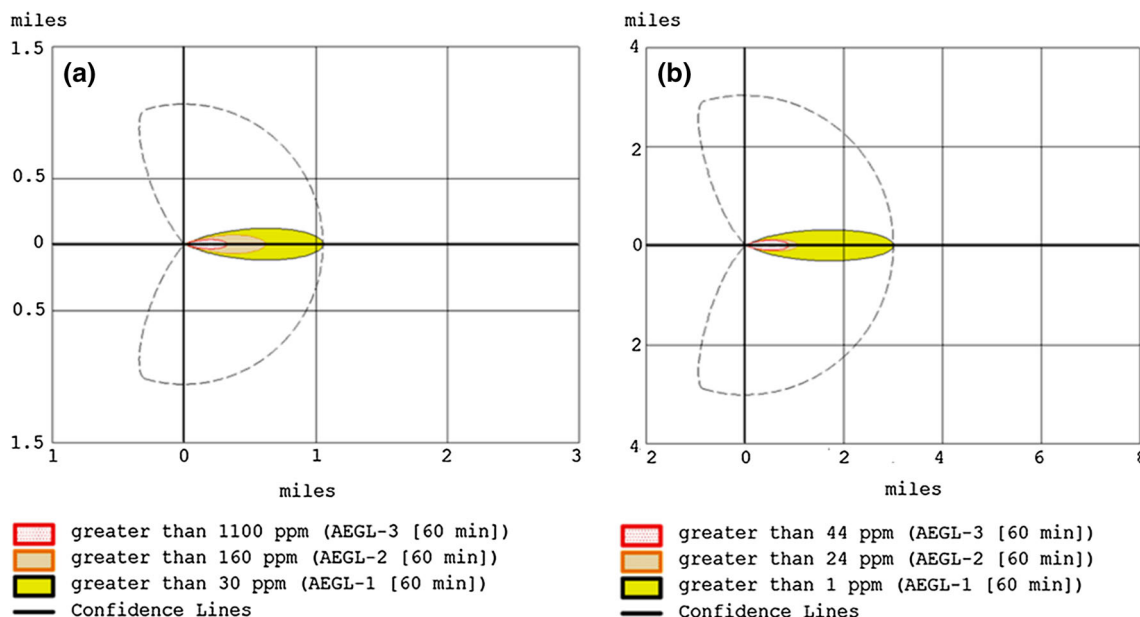 miles
(a)
1.5
0.5
0
0.5
1.5
1 0 1 2 3
miles
greater than 1100 ppm (AEGL-3 [60 min])
greater than 160 ppm (AEGL-2 [60 min])
greater than 30 ppm (AEGL-1 [60 min])
Confidence Lines
miles
(b)
4
2
0
2
4
2 0 2 4 6 8
miles
greater than 44 ppm (AEGL-3 [60 min])
greater than 24 ppm (AEGL-2 [60 min])
greater than 1 ppm (AEGL-1 [60 min])
Confidence Lines